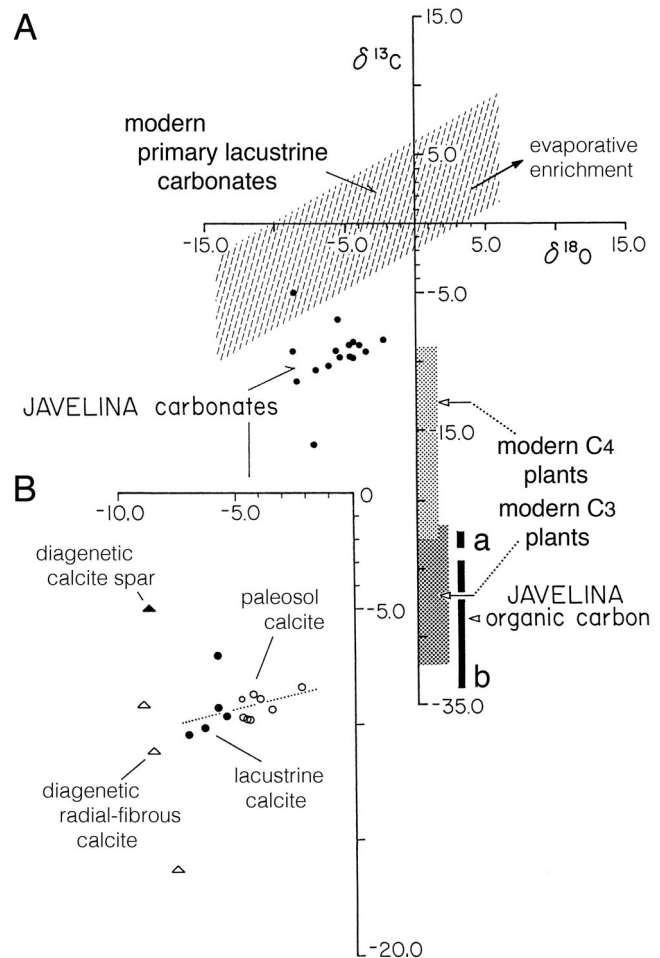 A
15.0
δ ¹³C
modern
primary lacustrine
carbonates
5.0
evaporative
enrichment
-15.0
-5.0
5.0
15.0
δ¹⁸O
-5.0
JAVELINA carbonates
-15.0
modern C4
plants
B
-10.0
-5.0
0
modern C3
plants
a
diagenetic
calcite spar
paleosol
calcite
-5.0
JAVELINA
organic carbon
b
-35.0
lacustrine
calcite
diagenetic
radial-fibrous
calcite
-20.0